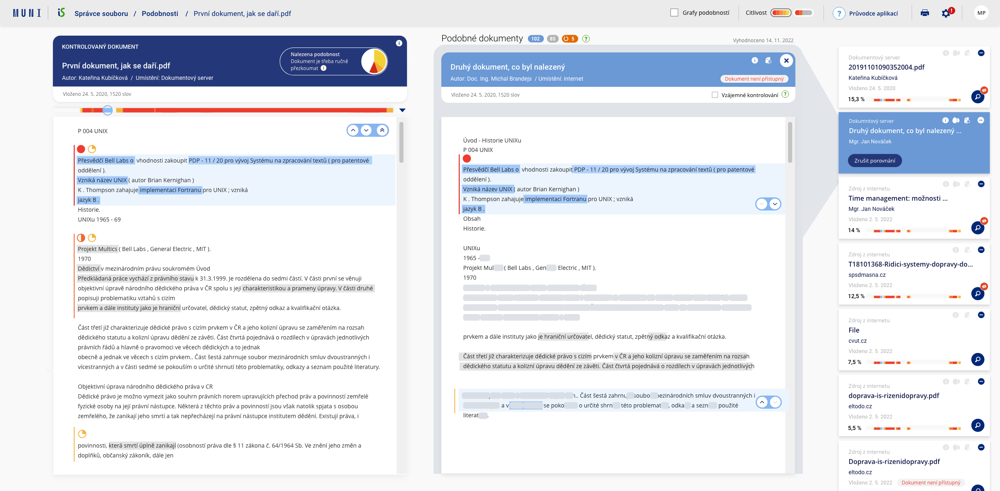 MUNI
iS
Správce souboru / Podobnosti / První dokument, jak se daří.pdf
Grafy podobností
Citlivost
? Průvodce aplikací
!
MP
KONTROLOVANÝ DOKUMENT
První dokument, jak se daří.pdf
Autor: Kateřina Kubíčková / Umístění: Dokumentový server
Nalezena podobnost
Dokument je třeba ručně
přezkoumat i
i
Vloženo 24. 5. 2020, 1520 slov
P 004 UNIX
Přesvědčí Bell Labs o vhodnosti zakoupit PDP - 11 / 20 pro vývoj Systému na zpracování textů ( pro patentové
oddělení ).
Vzniká název UNIX ( autor Brian Kernighan )
K . Thompson zahajuje implementaci Fortranu pro UNIX ; vzniká
jazyk B .
Historie.
UNIXu 1965 - 69
Projekt Multics ( Bell Labs , General Electric , MIT ).
1970
Dědictví v mezinárodním právu soukromém Úvod
Předkládaná práce vychází z právního stavu k 31.3.1999. Je rozdělena do sedmi částí. V části první se věnuji
objektivní úpravě národního dědického práva v ČR spolu s její charakteristikou a prameny úpravy. V části druhé
popisuji problematiku vztahů s cizím
prvkem a dále instituty jako je hraniční určovatel, dědický statut, zpětný odkaz a kvalifikační otázka.
Část třetí již charakterizuje dědické právo s cizím prvkem v ČR a jeho kolizní úpravu se zaměřením na rozsah
dědického statutu a kolizní úpravu dědění ze závěti. Část čtvrtá pojednává o rozdílech v úpravách jednotlivých
právních řádů a hlavně o pravomoci ve věcech dědických a to jednak
obecně a jednak ve věcech s cizím prvkem.. Část šestá zahrnuje soubor mezinárodních smluv dvoustranných i
vícestranných a v části sedmé se pokouším o určité shrnutí této problematiky, odkazy a seznam použité literatury.
Objektivní úprava národního dědického práva v CR
Dědické právo je možno vymezit jako souhrn právních norem upravujících přechod práv a povinností zemřelé
fyzické osoby na její právní nástupce. Některá z těchto práv a povinností jsou však natolik spjata s osobou
zemřelého, že zanikají jeho smrtí a tak nepřecházejí na právní nástupce institutem dědění. Existují práva, i
povinnosti, která smrtí úplně zanikají (osobností práva dle § 11 zákona č. 64/1964 Sb. Ve znění jeho změn a
doplňků, občanský zákoník, dále jen
Podobné dokumenty 102 85 5 ?
Vyhodnoceno 14. 11. 2022
Druhý dokument, co byl nalezený
Autor: Doc. Ing. Michal Brandejs / Umístění: internet
i
Dokument není přístupný
Vloženo 24. 5. 2020, 1520 slov
Vzájemné kontrolování ?
Úvod - Historie UNIXu
P 004 UNIX
Přesvědčí Bell Labs o vhodnosti zakoupit PDP - 11 / 20 pro vývoj Systému na zpracování textů ( pro patentové
oddělení ).
Vzniká název UNIX ( autor Brian Kernighan )
K . Thompson zahajuje implementaci Fortranu pro UNIX ; vzniká
jazyk B .
Obsah
Historie.
UNIXu
1965 -
Projekt Mul ( Bell Labs , Gen Electric , MIT ).
1970
prvkem a dále instituty jako je hraniční určovatel, dědický statut, zpětný odkaz a kvalifikační otázka.
Část třetí již charakterizuje dědické právo s cizím prvkem v ČR a jeho kolizní úpravu se zaměřením na rozsah
dědického statutu a kolizní úpravu dědění ze závěti. Část čtvrtá pojednává o rozdílech v úpravách jednotlivých
.. Část šestá zahrnu soubo ezinárodních smluv dvoustranných i
a v se poko o určité shrn této problemat , odka a sezn použité
literat .
Dokumentový server
20191101090352004.pdf
Kateřina Kubíčková
Vloženo 24. 5. 2020
15,3 %
Dokumntový server
Druhý dokument, co byl nalezený ...
Mgr. Jan Nováček
Zrušit porovnání
Zdroj z internetu
Time management: možnosti ...
Mgr. Jan Nováček
Vloženo 2. 5. 2022
14 %
Zdroj z internetu
T18101368-Ridici-systemy-dopravy-do...
spsdmasna.cz
Vloženo 2. 5. 2022
12,5 %
Zdroj z internetu
File
cvut.cz
Vloženo 2. 5. 2022
7,5 %
Zdroj z internetu
doprava-is-rizenidopravy.pdf
eltodo.cz
Vloženo 2. 5. 2022
5,5 %
Zdroj z internetu
Doprava-is-rizenidopravy.pdf
eltodo.cz
Vloženo 2. 5. 2022 Dokument není přístupný